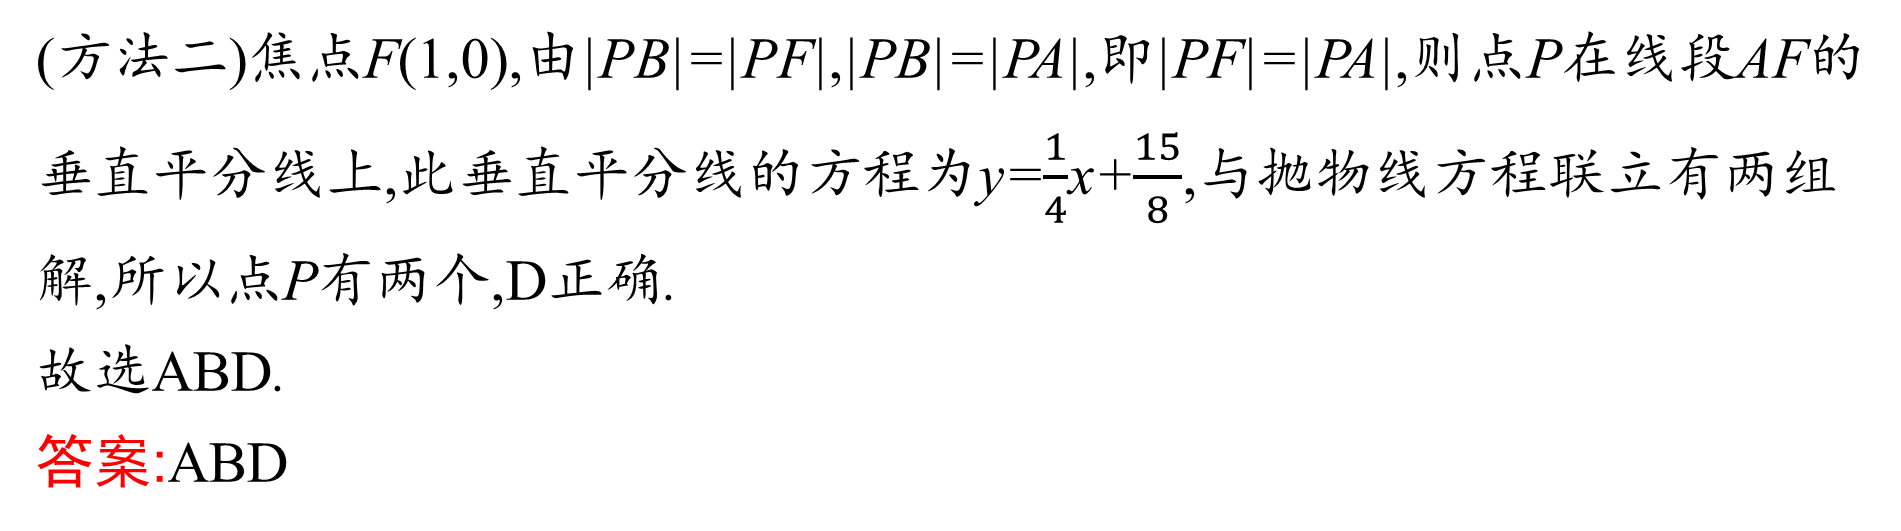 (方法二)焦点F(1,0),由|PB|=|PF|,|PB|=|PA|,即|PF|=|PA|,则点P在线段AF的
垂直平分线上,此垂直平分线的方程为y=\frac{1}{4}x+\frac{15}{8},与抛物线方程联立有两组
解,所以点P有两个,D正确.
故选ABD.
答案:ABD